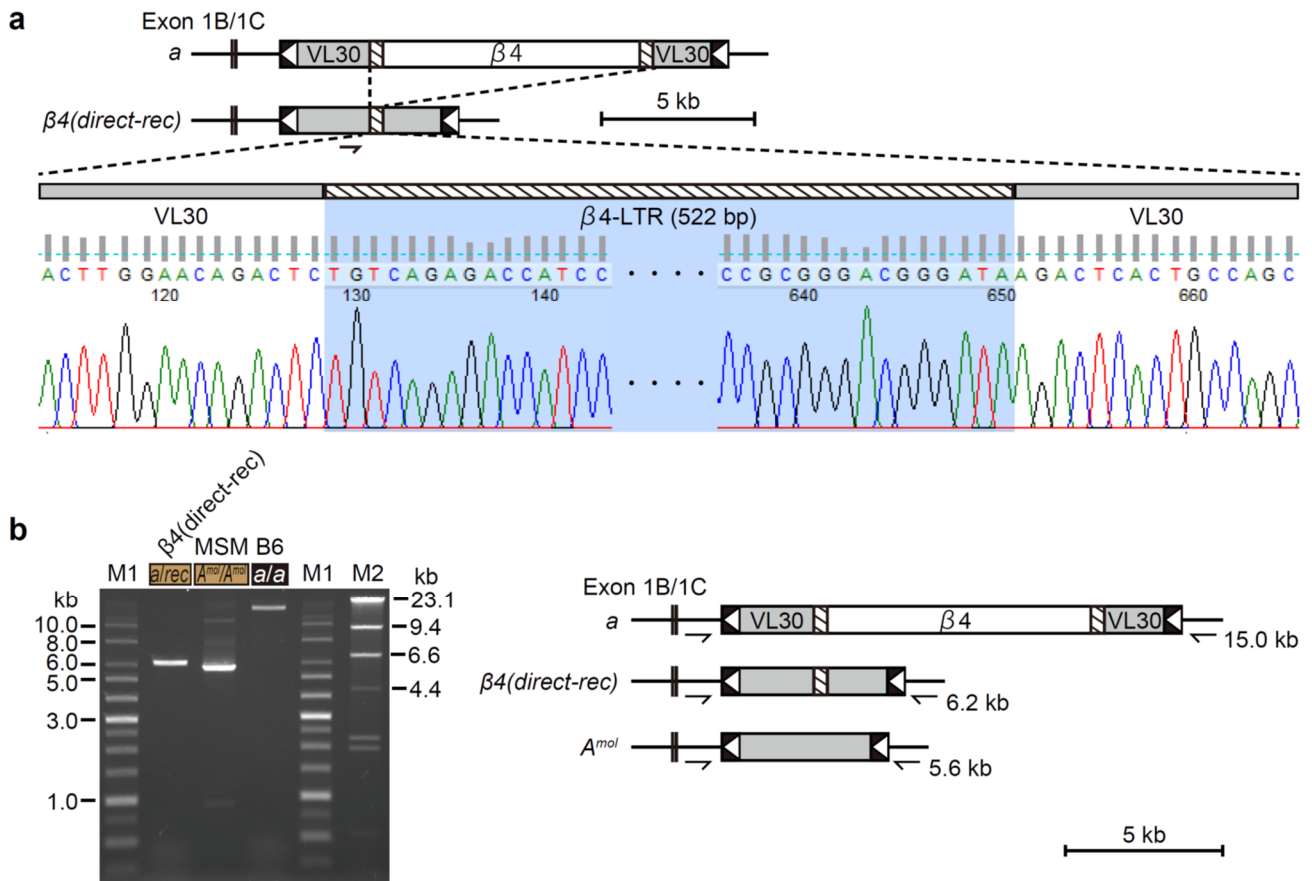 a
Exon 1B/1C
a
VL30
β4
VL30
β4(direct-rec)
5 kb
VL30
β4-LTR (522 bp)
VL30
ACTTGGAACAGACTCTGTCAGAGACCATCC
· · · ·
CCGCGGGACGGGATAAGACTCACTGCCAGC
120
130
140
640
650
660
· · · ·
b
β4(direct-rec)
MSM
B6
M1
a/rec
A^mol/A^mol
a/a
M1
M2
kb
kb
10.0
8.0
6.0
5.0
3.0
1.0
23.1
9.4
6.6
4.4
Exon 1B/1C
a
VL30
β4
VL30
15.0 kb
β4(direct-rec)
6.2 kb
A^mol
5.6 kb
5 kb